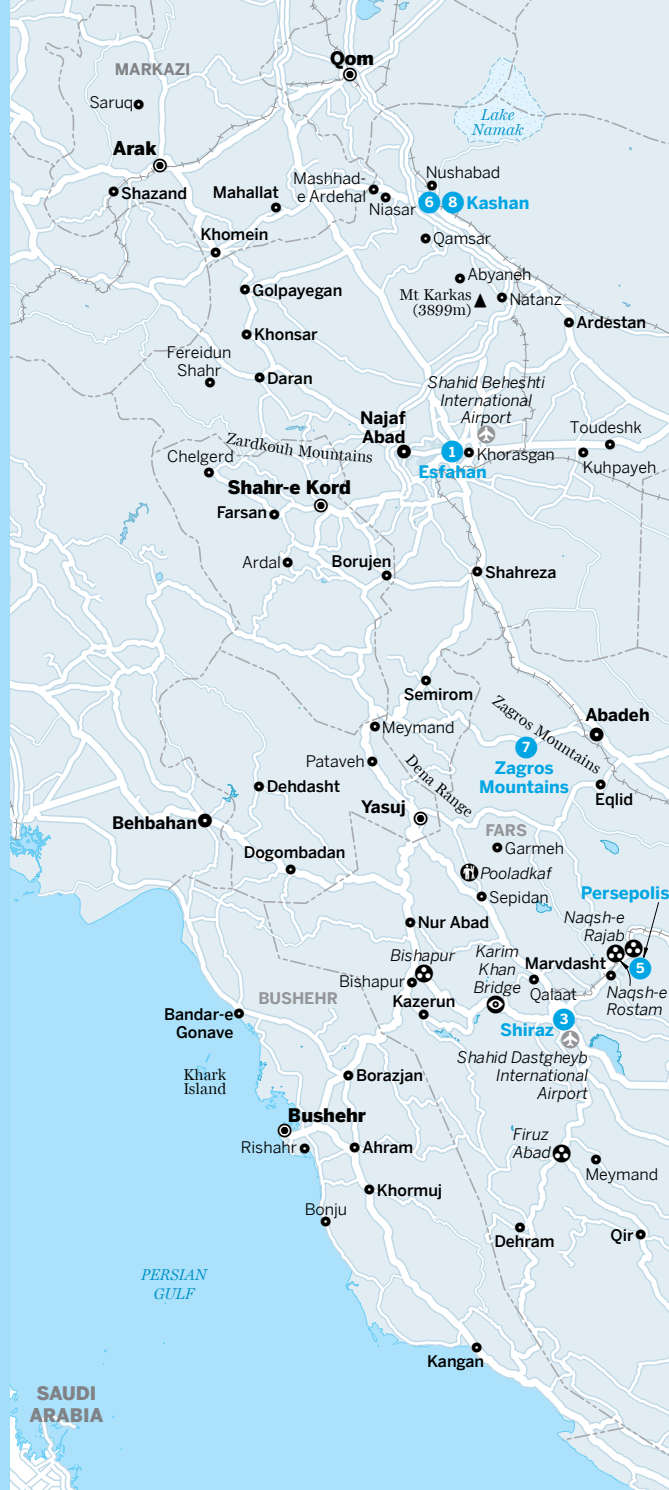 Qom
MARKAZI
Saruq
Lake
Namak
Arak
Shazand
Mahallat
Mashhad-
e Ardehal
Niasar
Nushabad
6
8
Kashan
Khomein
Qamsar
Abyaneh
Mt Karkas
(3899m)
Natanz
Golpayegan
Ardestan
Khonsar
Fereidun
Shahr
Daran
Shahid Beheshti
International
Airport
Najaf
Abad
Toudeshk
Zardkouh Mountains
1
Khorasgan
Kuhpayeh
Esfahan
Chelgerd
Shahr-e Kord
Farsan
Ardal
Borujen
Shahreza
Semirom
Zagros Mountains
Abadeh
Meymand
7
Zagros
Mountains
Pataveh
Dena Range
Dehdasht
Eqlid
Yasuj
Behbahan
FARS
Garmeh
Dogombadan
Pooladkaf
Sepidan
Persepolis
Nur Abad
Naqsh-e
Rajab
Bishapur
Karim
Khan
Bridge
Marvdasht
5
Bishapur
Qalaat
Naqsh-e
Rostam
BUSHEHR
Kazerun
Bandar-e
Gonave
Shiraz
3
Shahid Dastgheyb
International
Airport
Khark
Island
Borazjan
Bushehr
Rishahr
Ahram
Firuz
Abad
Meymand
Khormuj
Bonju
Dehram
Qir
PERSIAN
GULF
Kangan
SAUDI
ARABIA